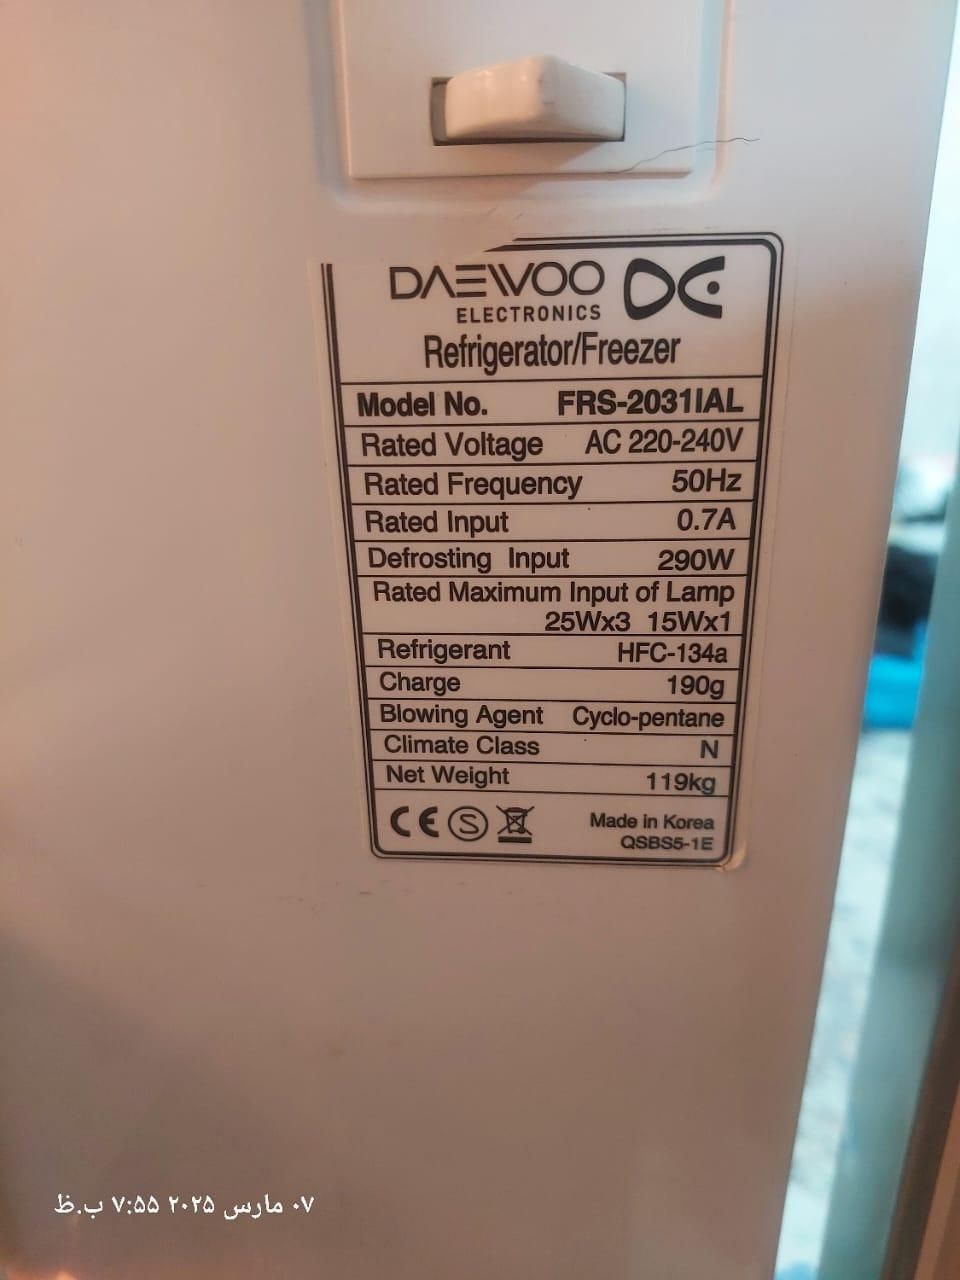 DAEWOO
ELECTRONICS
Refrigerator/Freezer
Model No. FRS-2031IAL
Rated Voltage AC 220-240V
Rated Frequency 50Hz
Rated Input 0.7A
Defrosting Input 290W
Rated Maximum Input of Lamp
25Wx3 15Wx1
Refrigerant HFC-134a
Charge 190g
Blowing Agent Cyclo-pentane
Climate Class N
Net Weight 119kg
CE S Made in Korea
QSBS5-1E
۰۷ مارس ۲۰۲۵ ۷:۵۵ ب.ظ